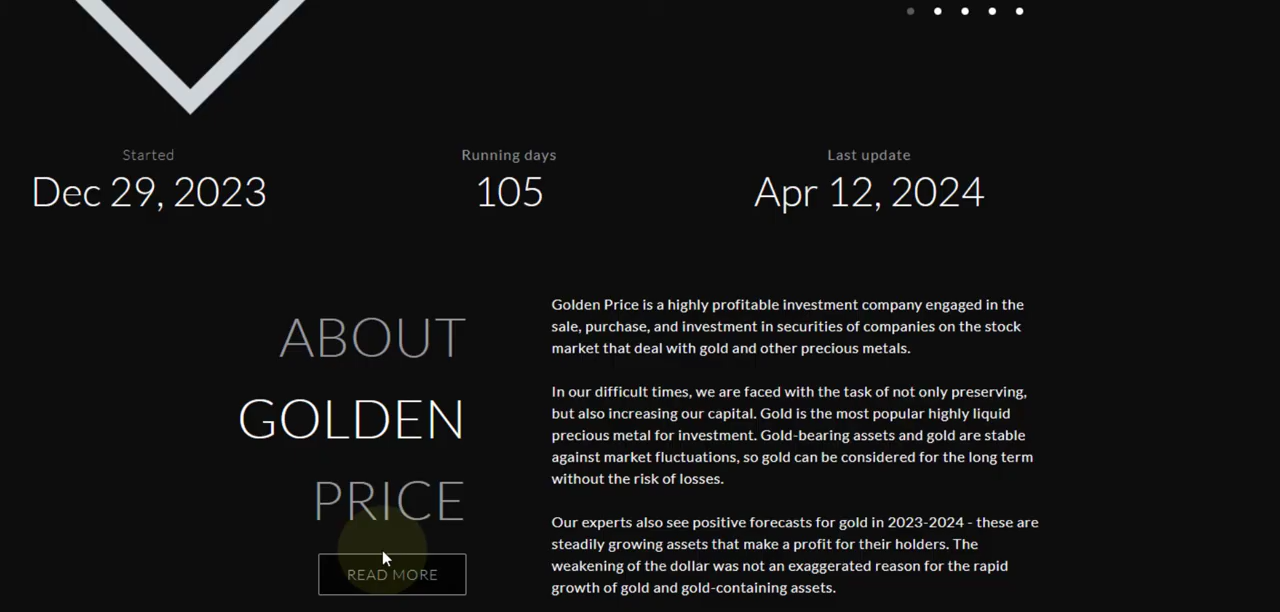 Started
Dec 29, 2023
Running days
105
Last update
Apr 12, 2024
ABOUT
GOLDEN
PRICE
READ MORE
Golden Price is a highly profitable investment company engaged in the
sale, purchase, and investment in securities of companies on the stock
market that deal with gold and other precious metals.
In our difficult times, we are faced with the task of not only preserving,
but also increasing our capital. Gold is the most popular highly liquid
precious metal for investment. Gold-bearing assets and gold are stable
against market fluctuations, so gold can be considered for the long term
without the risk of losses.
Our experts also see positive forecasts for gold in 2023-2024 - these are
steadily growing assets that make a profit for their holders. The
weakening of the dollar was not an exaggerated reason for the rapid
growth of gold and gold-containing assets.